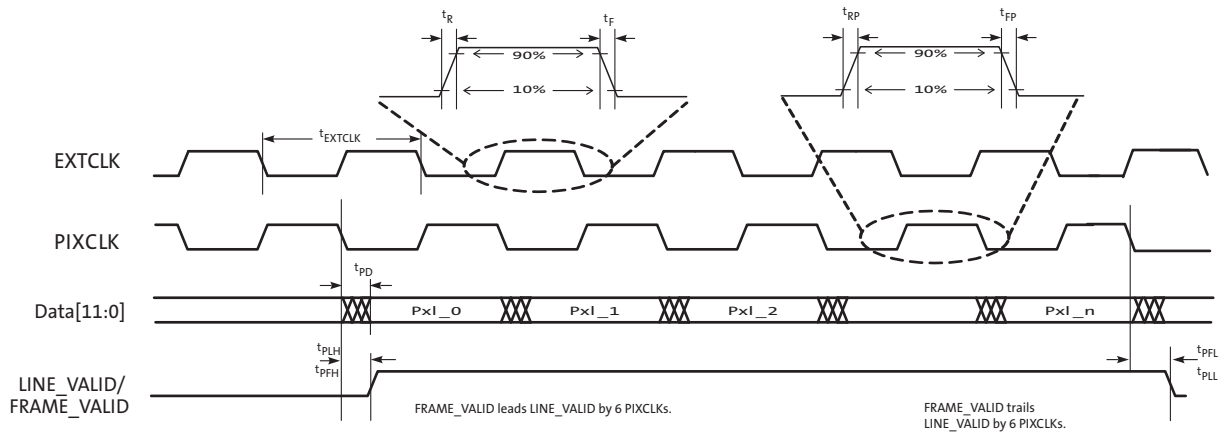 tR
tF
tRP
tFP
90%
90%
10%
10%
tEXTCLK
EXTCLK
PIXCLK
tPD
Data[11:0]
Pxl_0
Pxl_1
Pxl_2
Pxl_n
tPLH
tPFH
tPFL
tPLL
LINE_VALID/
FRAME_VALID
FRAME_VALID leads LINE_VALID by 6 PIXCLKs.
FRAME_VALID trails
LINE_VALID by 6 PIXCLKs.